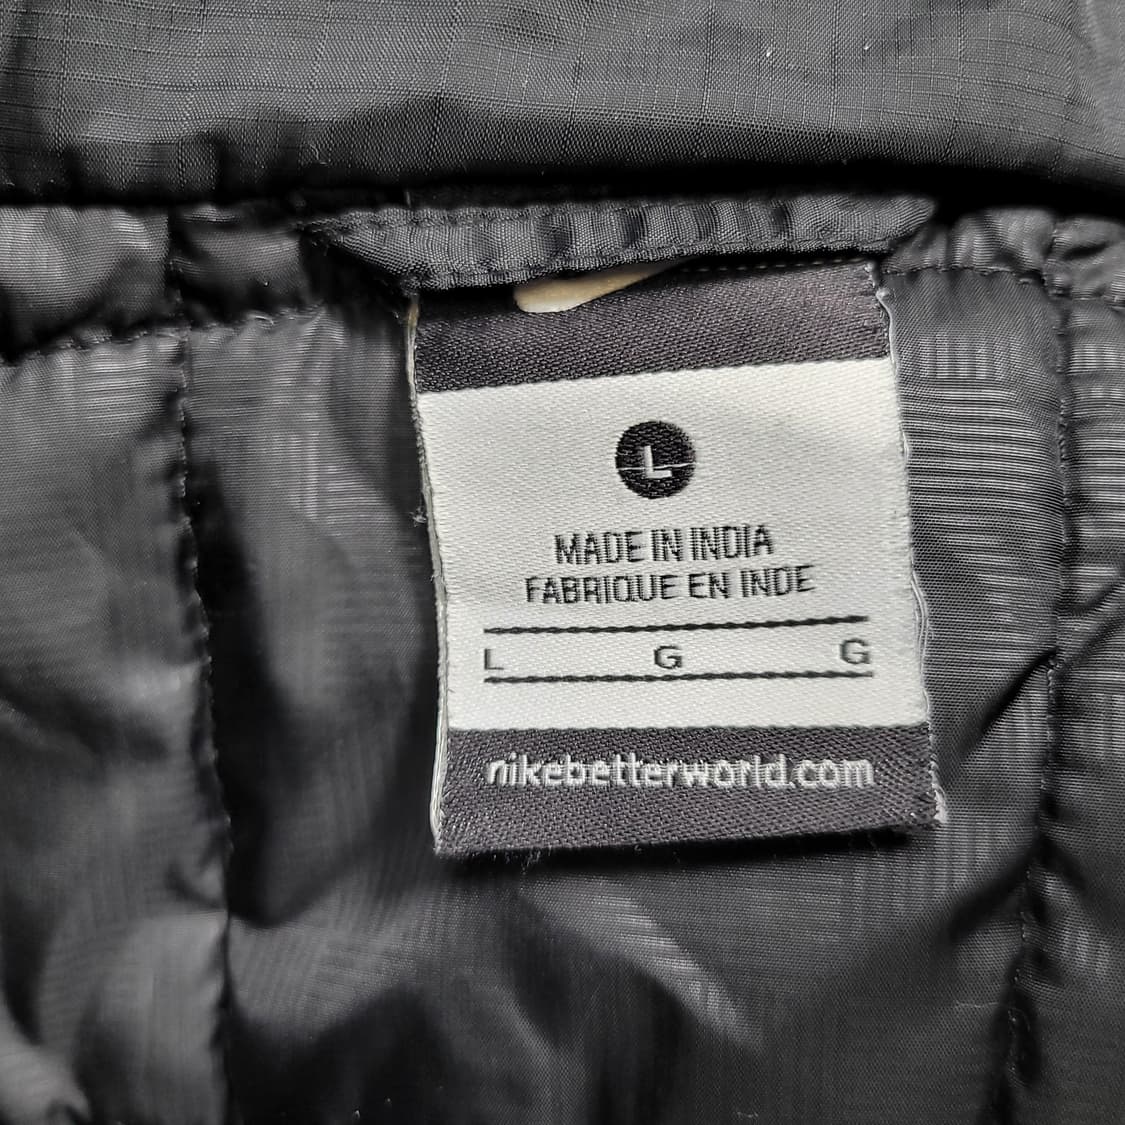 L
MADE IN INDIA
FABRIQUE EN INDE
L G G
nikebetterworld.com